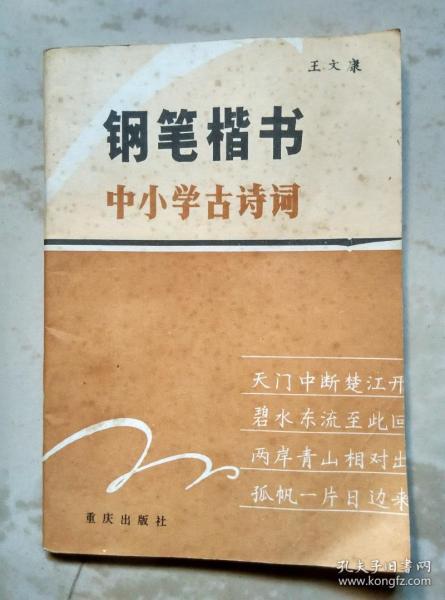 王文康
钢笔楷书
中小学古诗词
天门中断楚江开
碧水东流至此回
两岸青山相对出
孤帆一片日边来
重庆出版社
孔夫子旧书网
www.kongfz.com